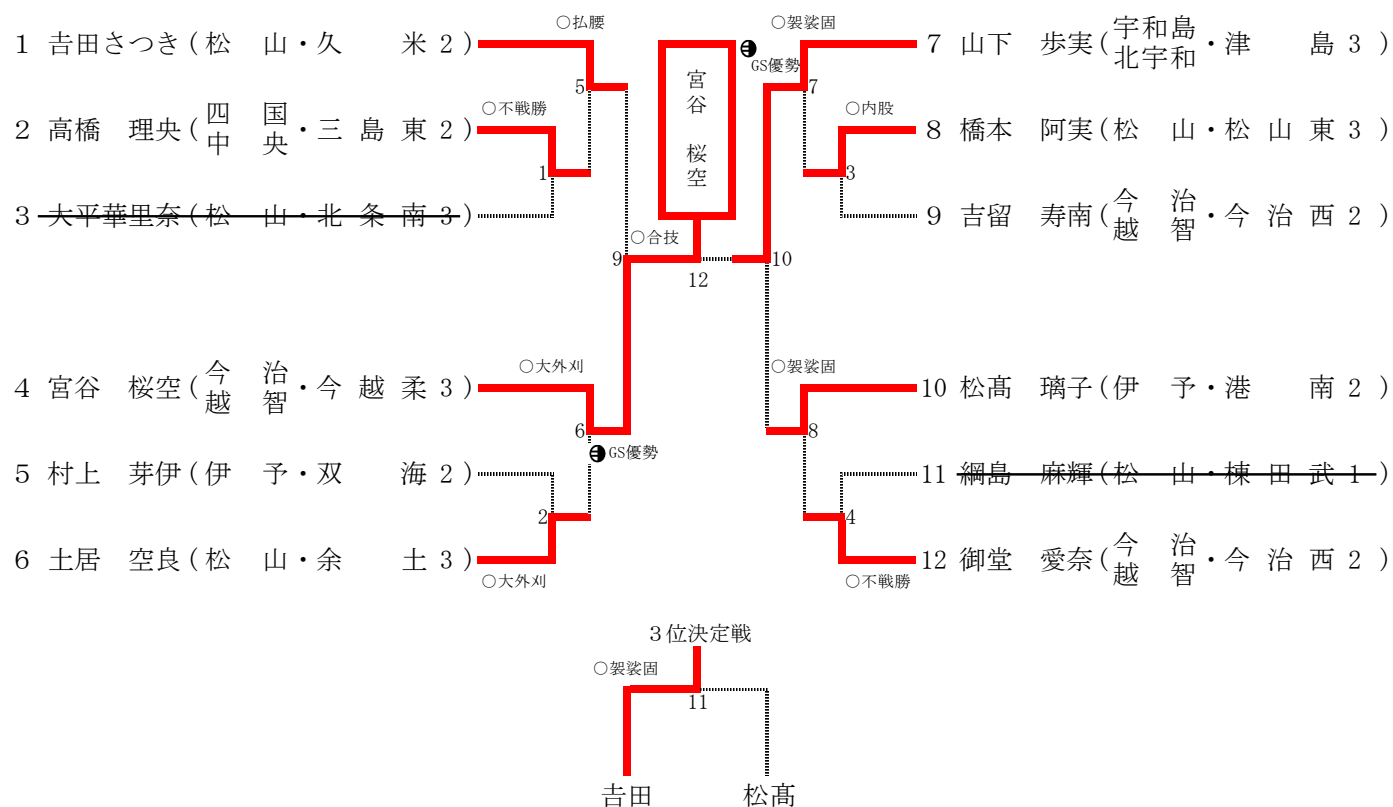 ○払腰
1 吉田さつき(松 山・久 米 2)
5
○不戦勝
2 高橋 理央(四中 国央・三 島 東 2)
1
3 大平華里奈(松 山・北 条 南 3)
宮谷 桜空
GS優勢
○合技
9
12
10
○袈裟固
7 山下 歩実(宇和島北宇和・津 島 3)
7
○内股
8 橋本 阿実(松 山・松 山 東 3)
3
9 吉留 寿南(今越 治智・今 治 西 2)
○大外刈
4 宮谷 桜空(今越 治智・今 越 柔 3)
6
GS優勢
5 村上 芽伊(伊 予・双 海 2)
2
6 土居 空良(松 山・余 土 3)
○大外刈
○袈裟固
10 松髙 璃子(伊 予・港 南 2)
8
11 綱島 麻輝(松 山・棟 田 武 1)
4
12 御堂 愛奈(今越 治智・今 治 西 2)
○不戦勝
３位決定戦
○袈裟固
11
𠮷田 松髙